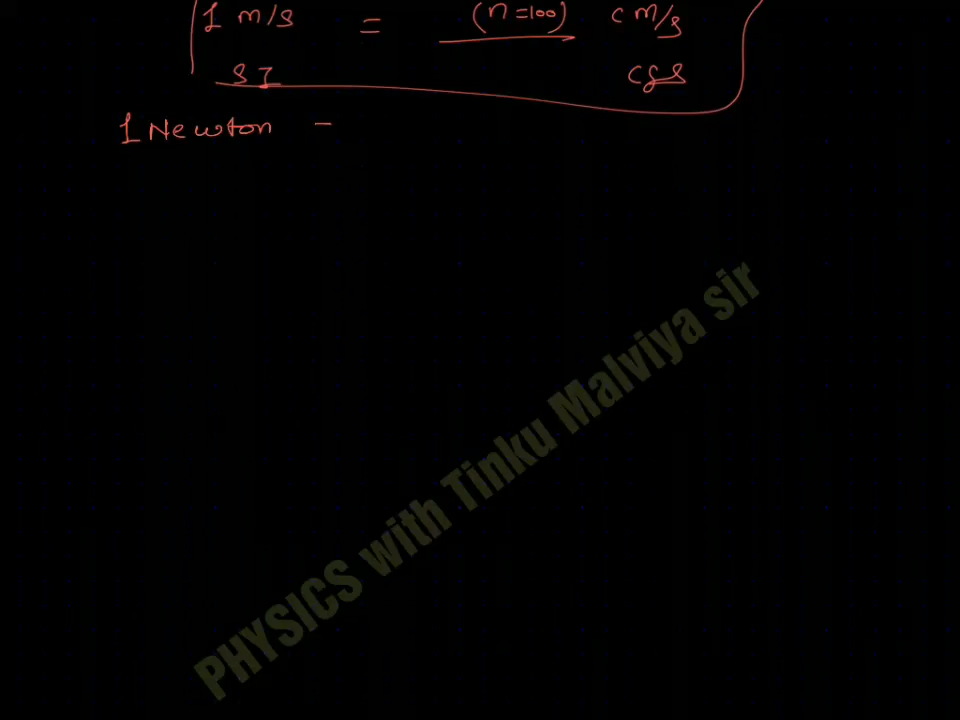 1 m/s = (n=100) cm/s
SI cgs
1 Newton =
PHYSICS with Tinku Malviya sir